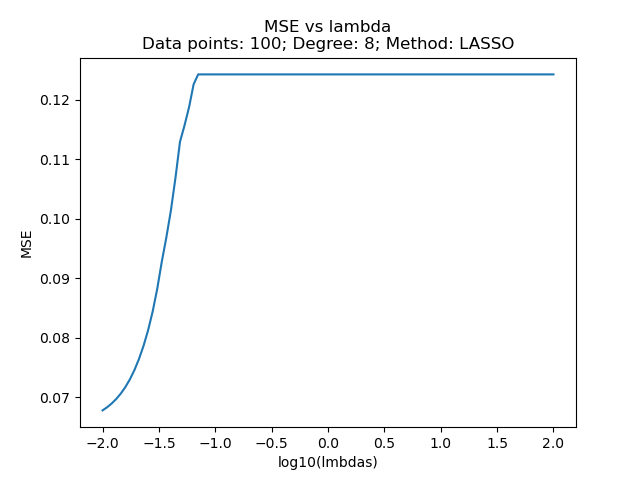 MSE vs lambda
Data points: 100; Degree: 8; Method: LASSO
0.12
0.11
0.10
0.09
0.08
0.07
MSE
−2.0 −1.5 −1.0 −0.5 0.0 0.5 1.0 1.5 2.0
log10(lmbdas)